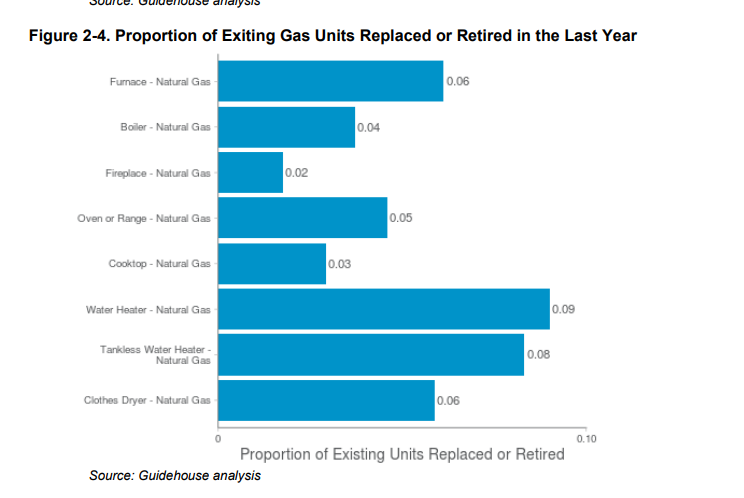 Source: Guidehouse analysis
Figure 2-4. Proportion of Exiting Gas Units Replaced or Retired in the Last Year
Furnace - Natural Gas
0.06
Boiler - Natural Gas
0.04
Fireplace - Natural Gas
0.02
Oven or Range - Natural Gas
0.05
Cooktop - Natural Gas
0.03
Water Heater - Natural Gas
0.09
Tankless Water Heater -
Natural Gas
0.08
Clothes Dryer - Natural Gas
0.06
0
0.10
Proportion of Existing Units Replaced or Retired
Source: Guidehouse analysis